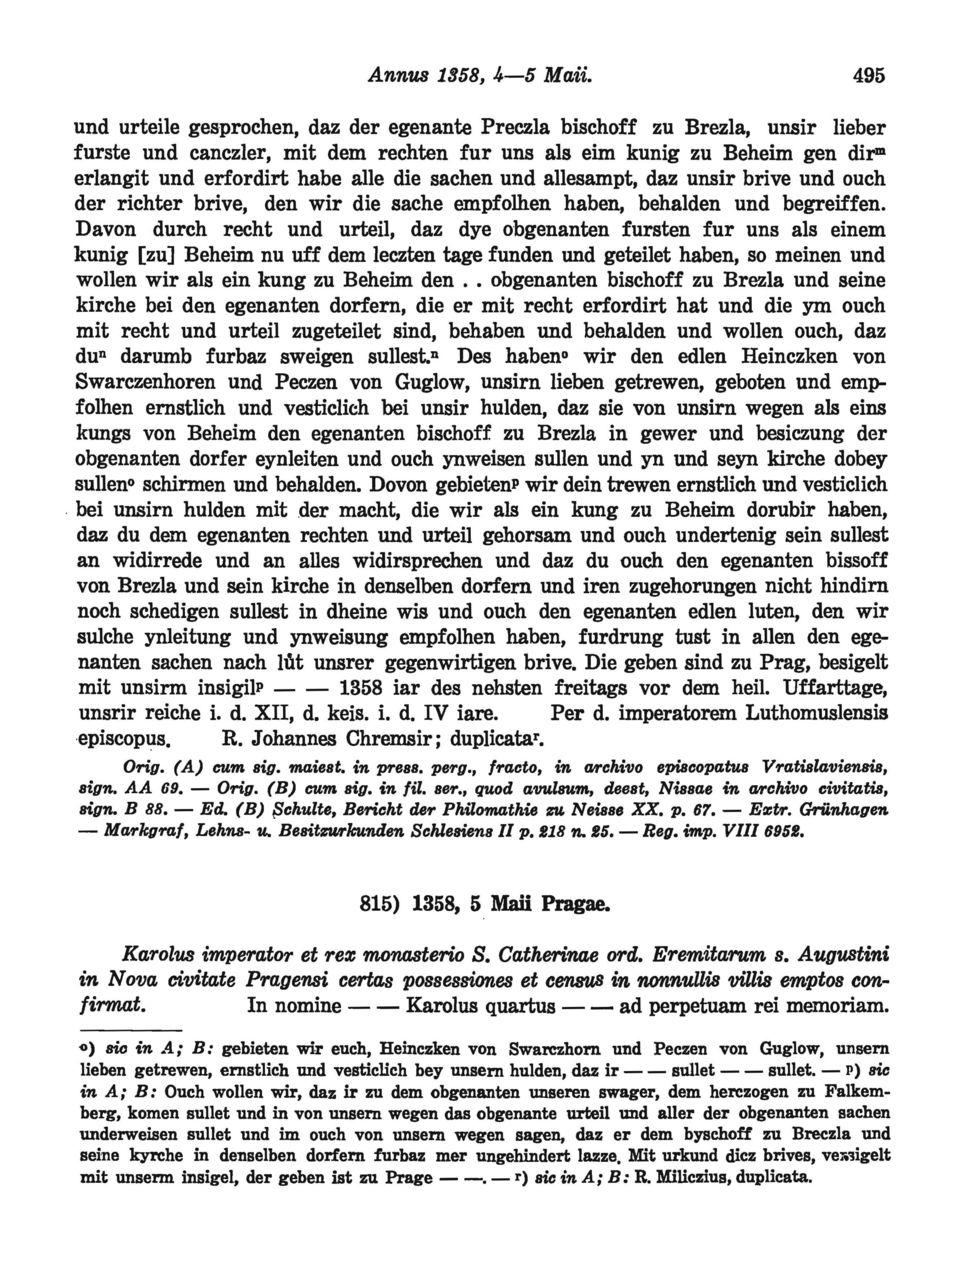 Annus 1358, 4—5 Maii. 495
und urteile gesprochen, daz der egenante Preczla bischoff zu Brezla, unsir lieber
furste und canczler, mit dem rechten fur uns als eim kunig zu Beheim gen dirᵐ
erlangit und erfordirt habe alle die sachen und allesampt, daz unsir brive und ouch
der richter brive, den wir die sache empfolhen haben, behalden und begreiffen.
Davon durch recht und urteil, daz dye obgenanten fursten fur uns als einem
kunig [zu] Beheim nu uff dem leczten tage funden und geteilet haben, so meinen und
wollen wir als ein kung zu Beheim den . . obgenanten bischoff zu Brezla und seine
kirche bei den egenanten dorfern, die er mit recht erfordirt hat und die ym ouch
mit recht und urteil zugeteilet sind, behaben und behalden und wollen ouch, daz
duⁿ darumb furbaz sweigen sullest.ⁿ Des habenᵒ wir den edlen Heinczken von
Swarczenhoren und Peczen von Guglow, unsirn lieben getrewen, geboten und emp-
folhen ernstlich und vesticlich bei unsir hulden, daz sie von unsirn wegen als eins
kungs von Beheim den egenanten bischoff zu Brezla in gewer und besiczung der
obgenanten dorfer eynleiten und ouch ynweisen sullen und yn und seyn kirche dobey
sullenᵒ schirmen und behalden. Dovon gebietenᵖ wir dein trewen ernstlich und vesticlich
bei unsirn hulden mit der macht, die wir als ein kung zu Beheim dorubir haben,
daz du dem egenanten rechten und urteil gehorsam und ouch undertenig sein sullest
an widirrede und an alles widirsprechen und daz du ouch den egenanten bissoff
von Brezla und sein kirche in denselben dorfern und iren zugehorungen nicht hindirn
noch schedigen sullest in dheine wis und ouch den egenanten edlen luten, den wir
sulche ynleitung und ynweisung empfolhen haben, furdrung tust in allen den ege-
nanten sachen nach lůt unsrer gegenwirtigen brive. Die geben sind zu Prag, besigelt
mit unsirm insigilᵖ — — 1358 iar des nehsten freitags vor dem heil. Uffarttage,
unsrir reiche i. d. XII, d. keis. i. d. IV iare. Per d. imperatorem Luthomuslensis
episcopus. R. Johannes Chremsir; duplicataʳ.
Orig. (A) cum sig. maiest. in press. perg., fracto, in archivo episcopatus Vratislaviensis,
sign. AA 69. — Orig. (B) cum sig. in fil. ser., quod avulsum, deest, Nissae in archivo civitatis,
sign. B 88. — Ed. (B) Schulte, Bericht der Philomathie zu Neisse XX. p. 67. — Extr. Grünhagen
— Markgraf, Lehns- u. Besitzurkunden Schlesiens II p. 218 n. 25. — Reg. imp. VIII 6952.
815) 1358, 5 Maii Pragae.
Karolus imperator et rex monasterio S. Catherinae ord. Eremitarum s. Augustini
in Nova civitate Pragensi certas possessiones et census in nonnullis villis emptos con-
firmat. In nomine — — Karolus quartus — — ad perpetuam rei memoriam.
ᵒ) sic in A; B: gebieten wir euch, Heinczken von Swarczhorn und Peczen von Guglow, unsern
lieben getrewen, ernstlich und vesticlich bey unsern hulden, daz ir — — sullet — — sullet. — ᵖ) sic
in A; B: Ouch wollen wir, daz ir zu dem obgenanten unseren swager, dem herczogen zu Falkem-
berg, komen sullet und in von unsern wegen das obgenante urteil und aller der obgenanten sachen
underweisen sullet und im ouch von unsern wegen sagen, daz er dem byschoff zu Breczla und
seine kyrche in denselben dorfern furbaz mer ungehindert lazze. Mit urkund dicz brives, versigelt
mit unserm insigel, der geben ist zu Prage — —. — ʳ) sic in A; B: R. Miliczius, duplicata.